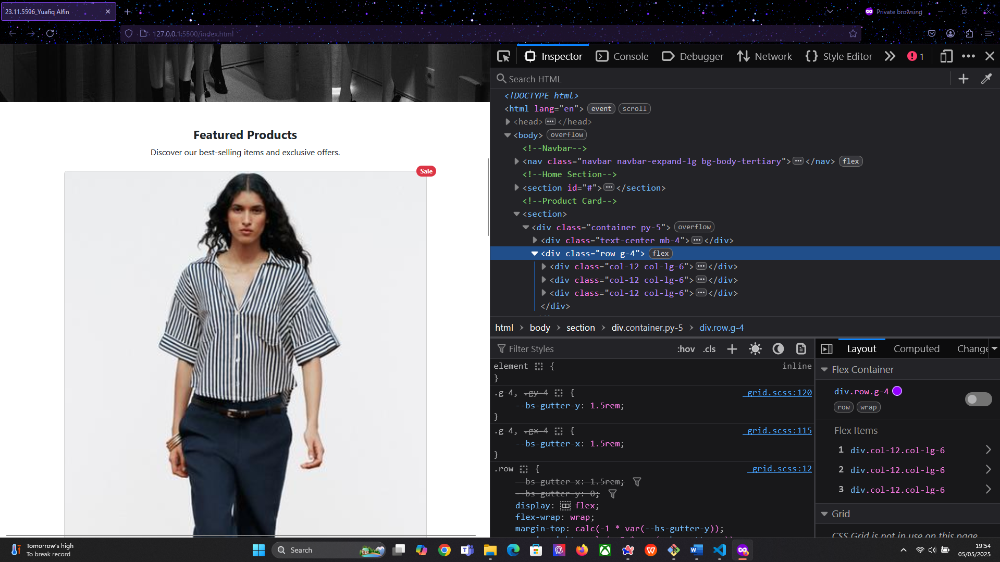 23.11.5596_Yuafiq Alfin
Private browsing
127.0.0.1:5500/index.html
Featured Products
Discover our best-selling items and exclusive offers.
Sale
Inspector
Console
Debugger
Network
Style Editor
1
Search HTML
<!DOCTYPE html>
<html lang="en"> event scroll
<head> ••• </head>
<body> overflow
<!--Navbar-->
<nav class="navbar navbar-expand-lg bg-body-tertiary"> ••• </nav> flex
<!--Home Section-->
<section id="#"> ••• </section>
<!--Product Card-->
<section>
<div class="container py-5"> overflow
<div class="text-center mb-4"> ••• </div>
<div class="row g-4"> flex
<div class="col-12 col-lg-6"> ••• </div>
<div class="col-12 col-lg-6"> ••• </div>
<div class="col-12 col-lg-6"> ••• </div>
</div>
html > body > section > div.container.py-5 > div.row.g-4
Filter Styles
:hov .cls
element { inline
}
.g-4, .gy-4 { _grid.scss:120
--bs-gutter-y: 1.5rem;
}
.g-4, .gx-4 { _grid.scss:115
--bs-gutter-x: 1.5rem;
}
.row { _grid.scss:12
--bs-gutter-x: 1.5rem;
--bs-gutter-y: 0;
display: flex;
flex-wrap: wrap;
margin-top: calc(-1 * var(--bs-gutter-y));
Layout
Computed
Change
Flex Container
div.row.g-4
row wrap
Flex Items
1 div.col-12.col-lg-6
2 div.col-12.col-lg-6
3 div.col-12.col-lg-6
Grid
CSS Grid is not in use on this page
Tomorrow's high
To break record
Search
19:54
05/05/2025